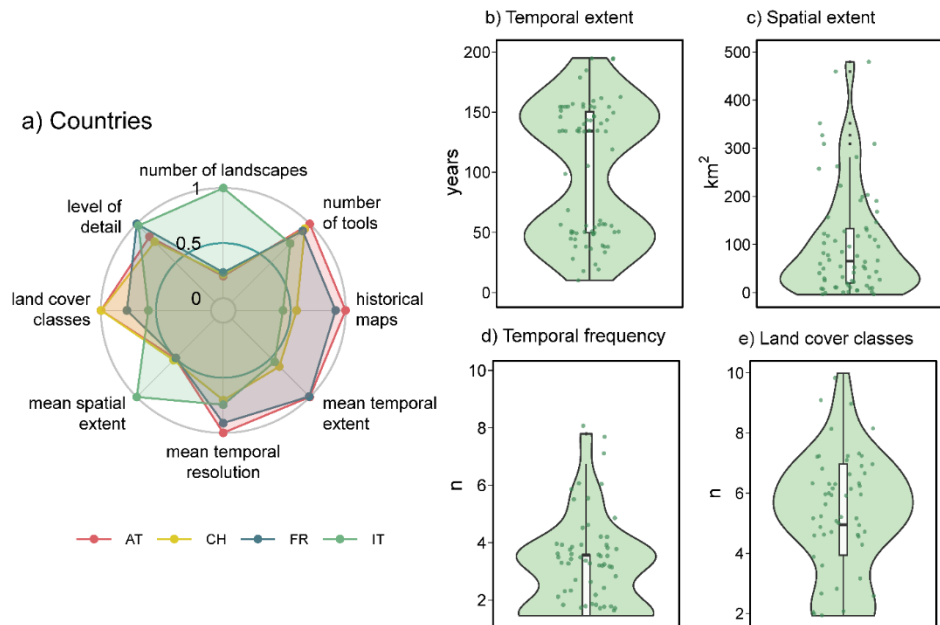 a) Countries
number of landscapes
level of
detail
number
of tools
1
0.5
0
land cover
classes
historical
maps
mean spatial
extent
mean temporal
extent
mean temporal
resolution
AT CH FR IT
b) Temporal extent
years
200
150
100
50
0
c) Spatial extent
km²
500
400
300
200
100
0
d) Temporal frequency
n
10
8
6
4
2
e) Land cover classes
n
10
8
6
4
2